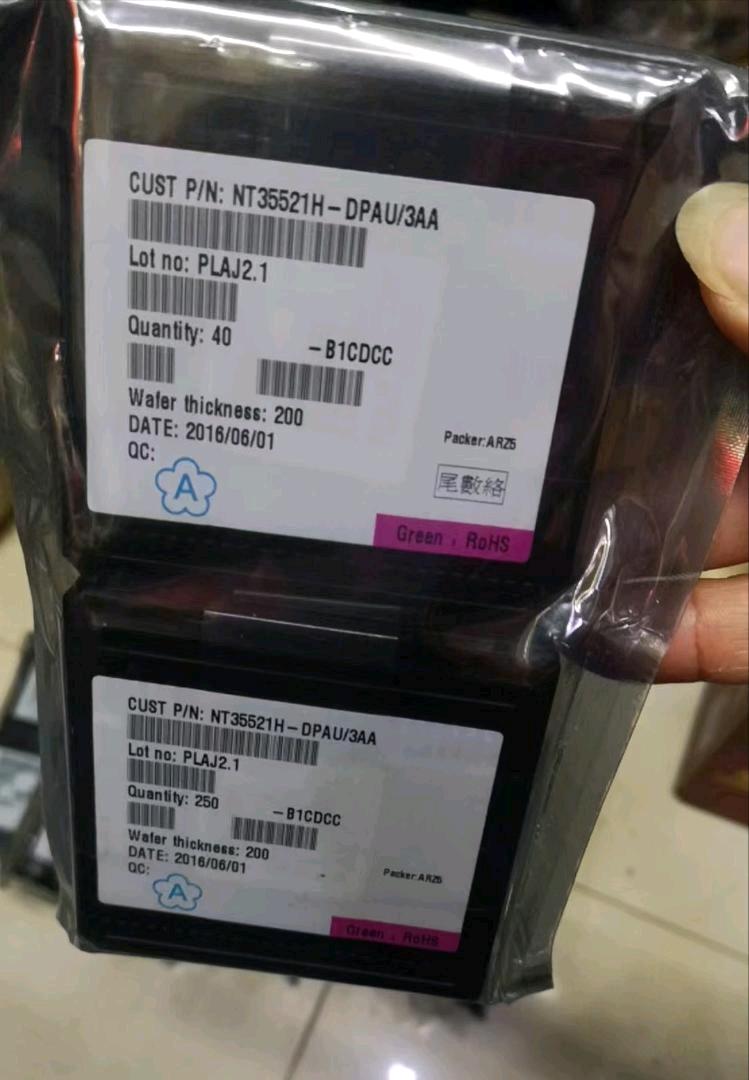 CUST P/N: NT35521H-DPAU/3AA
Lot no: PLAJ2.1
Quantity: 40
-B1CDCC
Wafer thickness: 200
DATE: 2016/06/01
Packer:ARZ5
QC:
A
尾數絡
Green , RoHS
CUST P/N: NT35521H-DPAU/3AA
Lot no: PLAJ2.1
Quantity: 250
-B1CDCC
Wafer thickness: 200
DATE: 2016/06/01
Packer:ARZ5
QC:
A
Green , RoHS